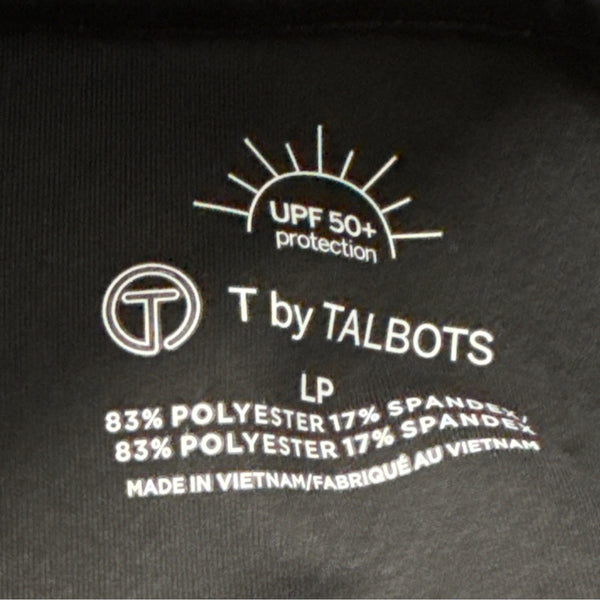 UPF 50+
protection
T by TALBOTS
LP
83% POLYESTER 17% SPANDEX/
83% POLYESTER 17% SPANDEX
MADE IN VIETNAM/FABRIQUÉ AU VIETNAM